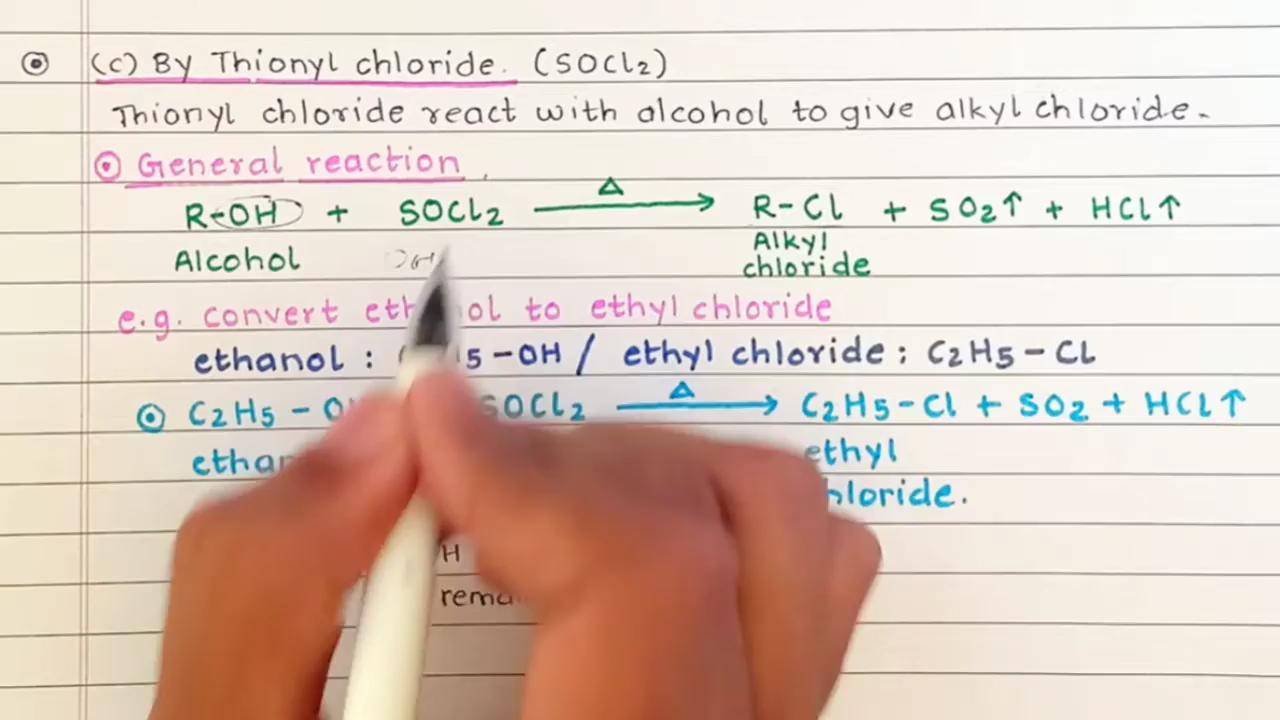 (c) By Thionyl chloride. (SOCl2)
Thionyl chloride react with alcohol to give alkyl chloride.
General reaction
R-OH + SOCl2 →Δ R-Cl + SO2↑ + HCl↑
Alcohol Alkyl
chloride
e.g. convert to ethyl chloride
ethanol : 5-OH / ethyl chloride : C2H5-Cl
C2H5-O SOCl2 →Δ C2H5-Cl + SO2 + HCl↑
ethyl
hloride.
H